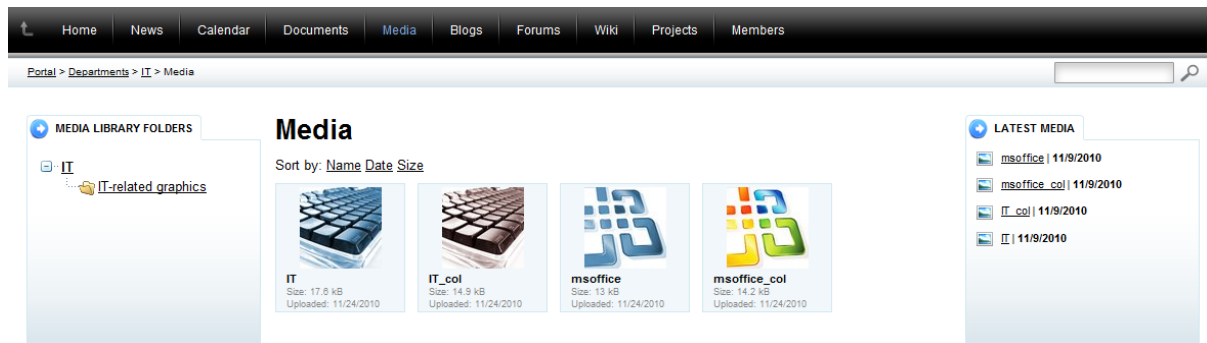 Home News Calendar Documents Media Blogs Forums Wiki Projects Members
Portal > Departments > IT > Media
MEDIA LIBRARY FOLDERS
IT
IT-related graphics
Media
Sort by: Name Date Size
IT
Size: 17.6 kB
Uploaded: 11/24/2010
IT_col
Size: 14.9 kB
Uploaded: 11/24/2010
msoffice
Size: 13 kB
Uploaded: 11/24/2010
msoffice_col
Size: 14.2 kB
Uploaded: 11/24/2010
LATEST MEDIA
msoffice | 11/9/2010
msoffice_col | 11/9/2010
IT_col | 11/9/2010
IT | 11/9/2010